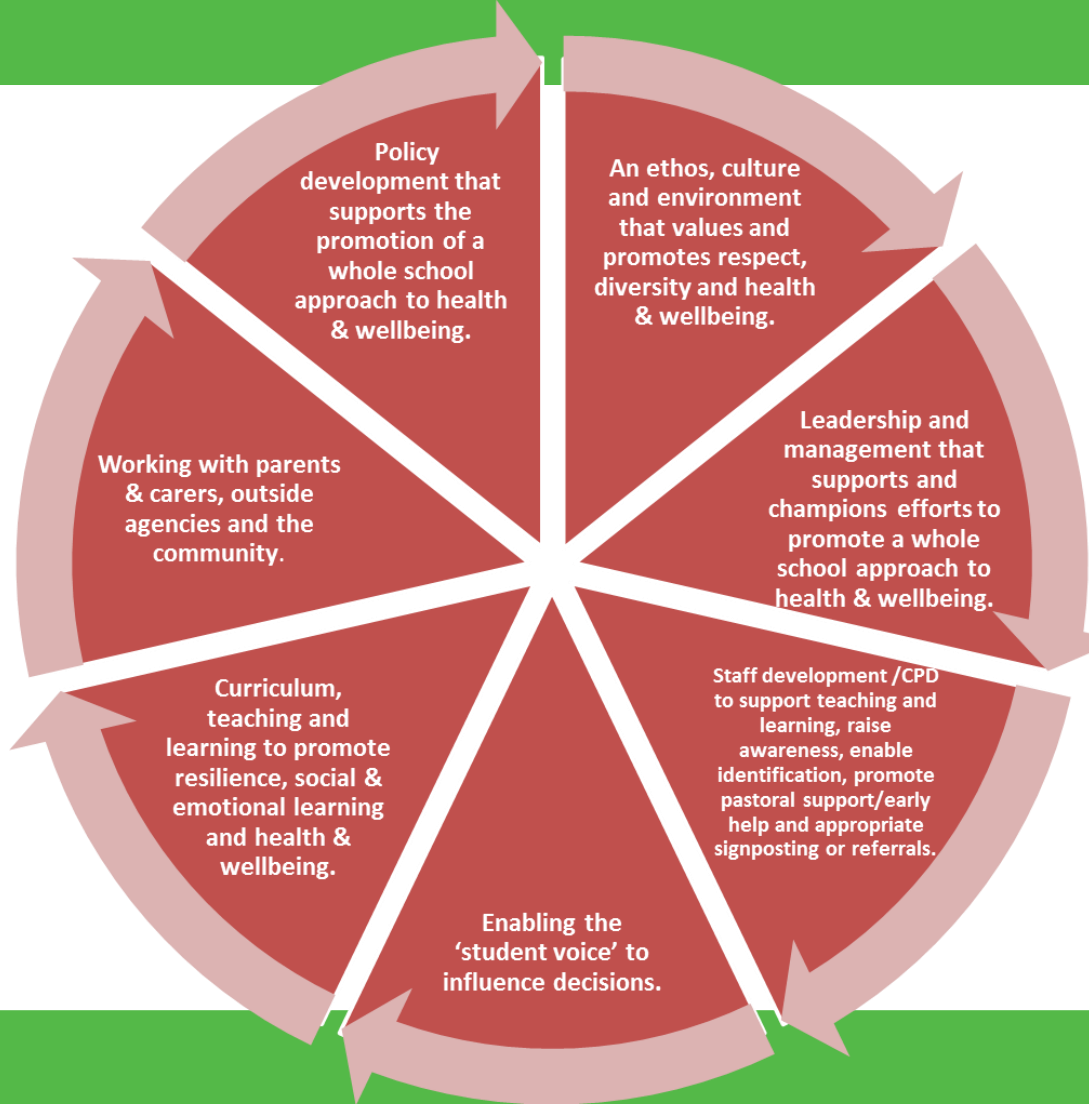 Policy
development that
supports the
promotion of a
whole school
approach to health
& wellbeing.
An ethos, culture
and environment
that values and
promotes respect,
diversity and health
& wellbeing.
Leadership and
management that
supports and
champions efforts to
promote a whole
school approach to
health & wellbeing.
Staff development /CPD
to support teaching and
learning, raise
awareness, enable
identification, promote
pastoral support/early
help and appropriate
signposting or referrals.
Enabling the
‘student voice’ to
influence decisions.
Curriculum,
teaching and
learning to promote
resilience, social &
emotional learning
and health &
wellbeing.
Working with parents
& carers, outside
agencies and the
community.